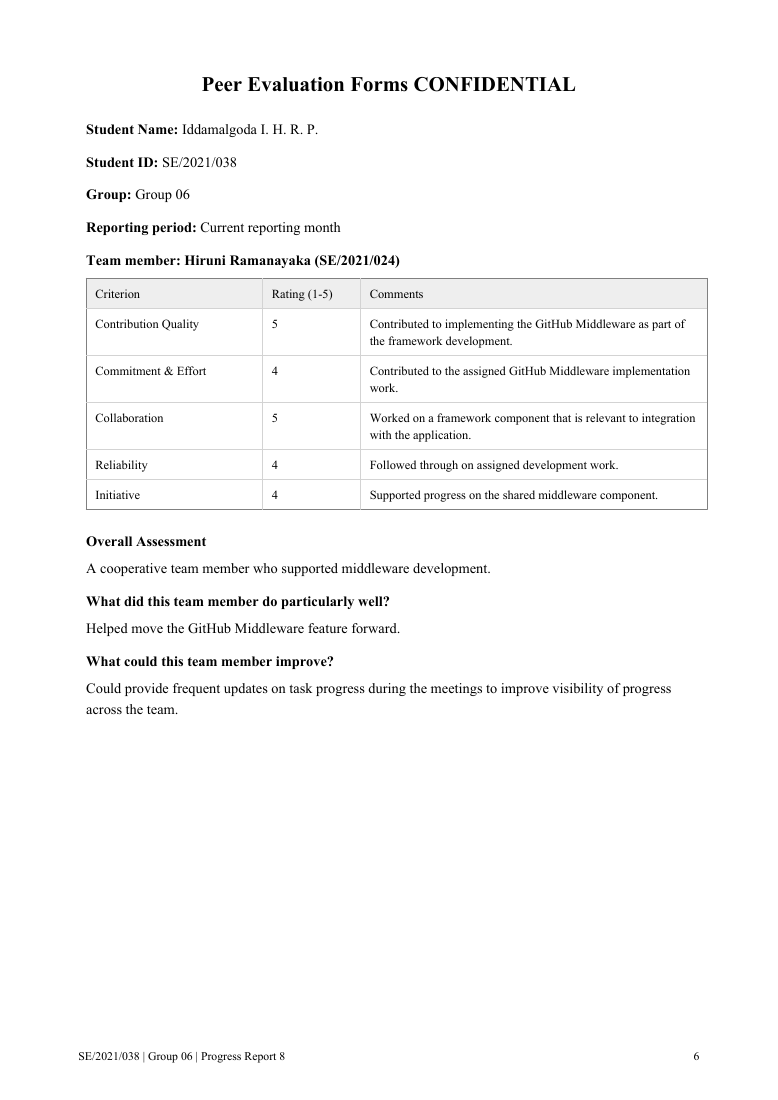 Peer Evaluation Forms CONFIDENTIAL
Student Name: Iddamalgoda I. H. R. P.
Student ID: SE/2021/038
Group: Group 06
Reporting period: Current reporting month
Team member: Hiruni Ramanayaka (SE/2021/024)
Criterion Rating (1-5) Comments
Contribution Quality 5 Contributed to implementing the GitHub Middleware as part of
the framework development.
Commitment & Effort 4 Contributed to the assigned GitHub Middleware implementation
work.
Collaboration 5 Worked on a framework component that is relevant to integration
with the application.
Reliability 4 Followed through on assigned development work.
Initiative 4 Supported progress on the shared middleware component.
Overall Assessment
A cooperative team member who supported middleware development.
What did this team member do particularly well?
Helped move the GitHub Middleware feature forward.
What could this team member improve?
Could provide frequent updates on task progress during the meetings to improve visibility of progress
across the team.
SE/2021/038 | Group 06 | Progress Report 8 6